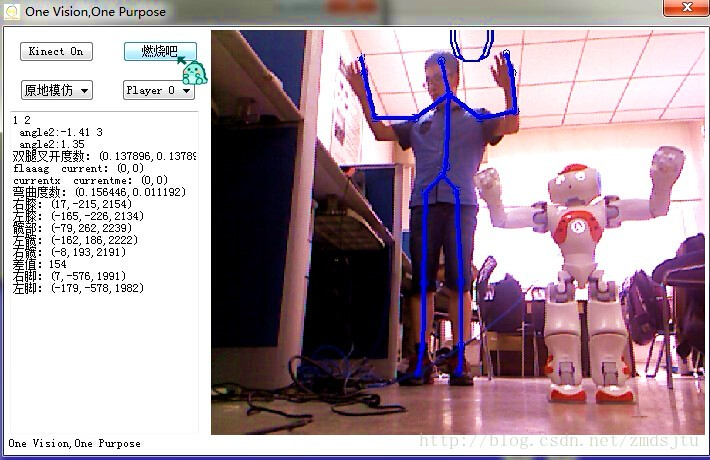 One Vision,One Purpose
Kinect On
燃烧吧
原地模仿
Player 0
1 2
angle2:-1.41 3
angle2:1.35
双腿叉开度数: (0.137896,0.13789
flaaag current: (0,0)
currentx currentme: (0,0)
弯曲度数: (0.156446,0.011192)
右膝: (17,-215,2154)
左膝: (-165,-226,2134)
髋部: (-79,262,2239)
左髋: (-162,186,2222)
右髋: (-8,193,2191)
差值: 154
右脚: (7,-576,1991)
左脚: (-179,-578,1982)
One Vision,One Purpose
http://blog.csdn.net/zmdsjtu